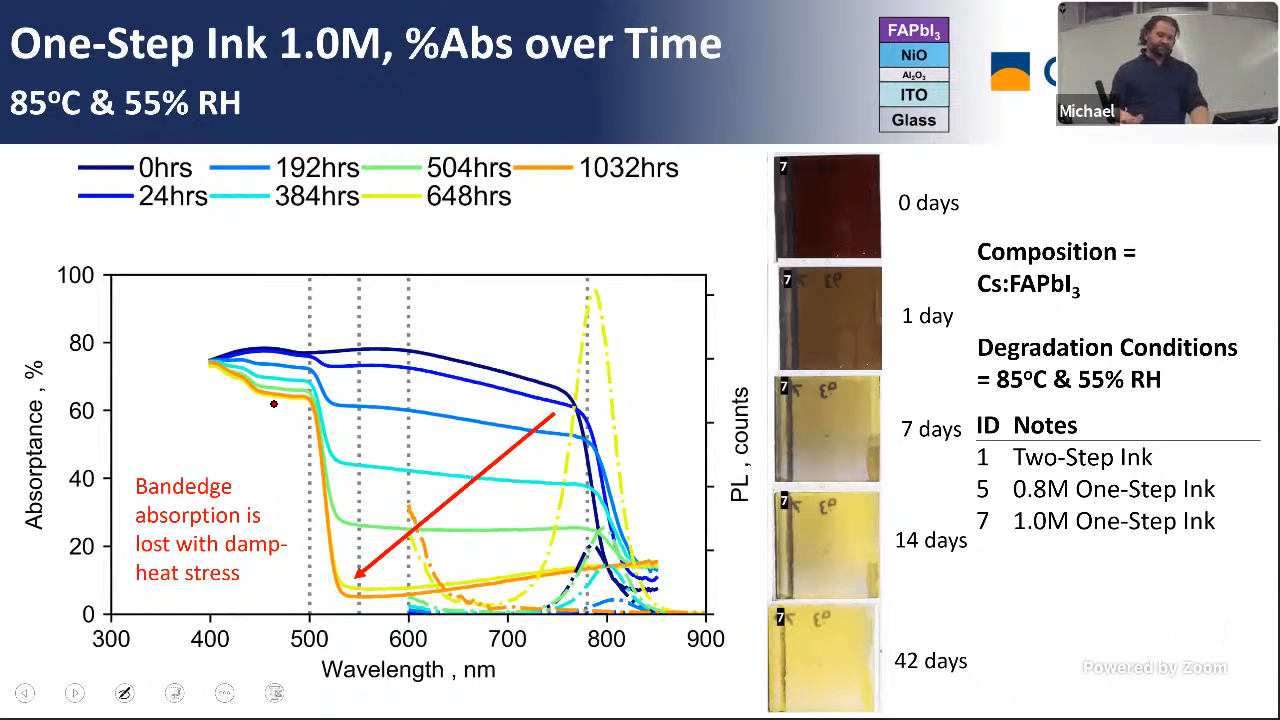 One-Step Ink 1.0M, %Abs over Time
85°C & 55% RH
FAPbI₃
NiO
Al₂O₃
ITO
Glass
Michael
0hrs
192hrs
504hrs
1032hrs
24hrs
384hrs
648hrs
Absorptance , %
100
80
60
40
20
0
300
400
500
600
700
800
900
Wavelength , nm
PL , counts
Bandedge
absorption is
lost with damp-
heat stress
7
0 days
7
1 day
7
7 days
7
14 days
7
42 days
Composition =
Cs:FAPbI₃
Degradation Conditions
= 85°C & 55% RH
ID Notes
1 Two-Step Ink
5 0.8M One-Step Ink
7 1.0M One-Step Ink
Powered by Zoom